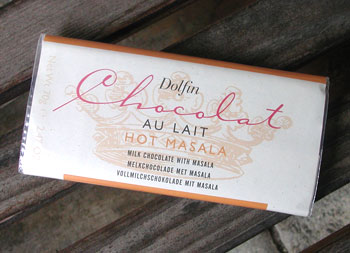 Dolfin
Chocolat
AU LAIT
HOT MASALA
MILK CHOCOLATE WITH MASALA
MELKCHOCOLADE MET MASALA
VOLLMILCHSCHOKOLADE MIT MASALA